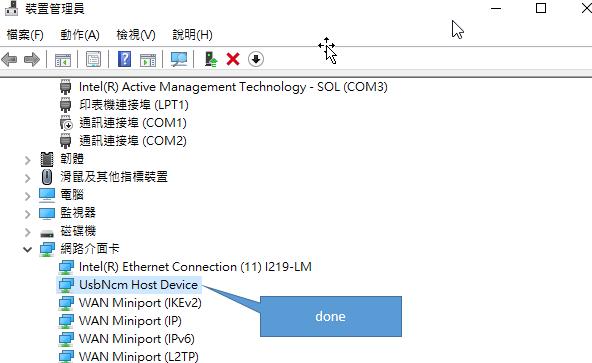 裝置管理員
檔案(F) 動作(A) 檢視(V) 說明(H)
Intel(R) Active Management Technology - SOL (COM3)
印表機連接埠 (LPT1)
通訊連接埠 (COM1)
通訊連接埠 (COM2)
韌體
滑鼠及其他指標裝置
電腦
監視器
磁碟機
網路介面卡
Intel(R) Ethernet Connection (11) I219-LM
UsbNcm Host Device
done
WAN Miniport (IKEv2)
WAN Miniport (IP)
WAN Miniport (IPv6)
WAN Miniport (L2TP)